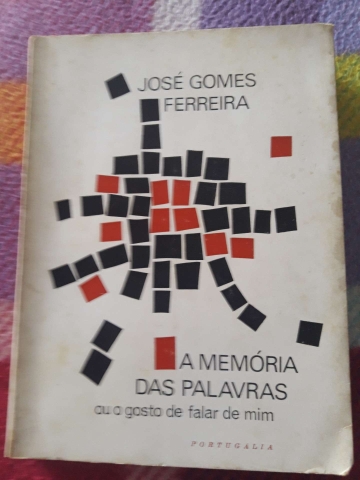 JOSÉ GOMES
FERREIRA
A MEMÓRIA
DAS PALAVRAS
ou o gosto de falar de mim
PORTUGÁLIA